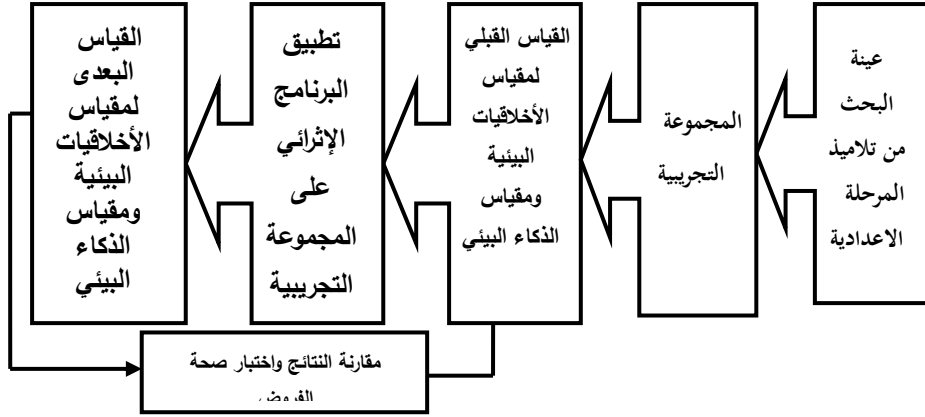 عينة
البحث
من تلاميذ
المرحلة
الاعدادية
المجموعة
التجريبية
القياس القبلي
لمقياس
الأخلاقيات
البيئية
ومقياس
الذكاء البيئي
تطبيق
البرنامج
الإثرائي
على
المجموعة
التجريبية
القياس
البعدى
لمقياس
الأخلاقيات
البيئية
ومقياس
الذكاء
البيئي
مقارنة النتائج واختبار صحة
الفروض